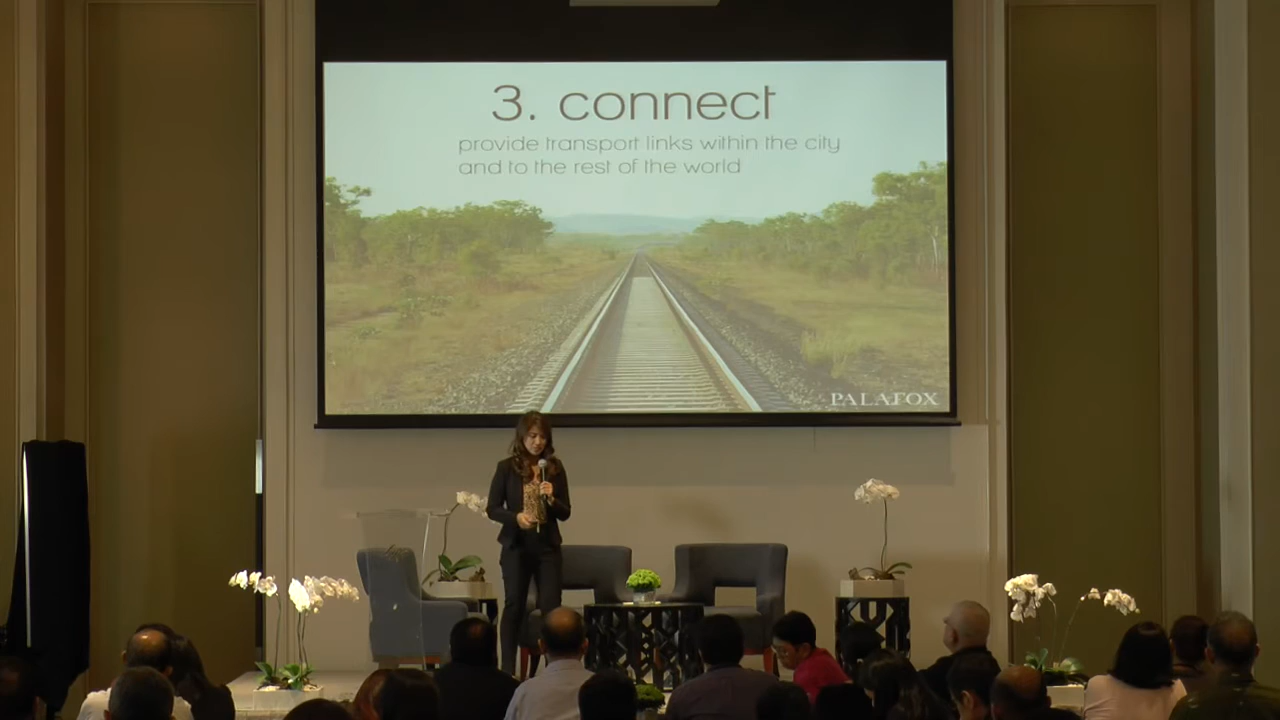 3. connect
provide transport links within the city
and to the rest of the world
PALAFOX